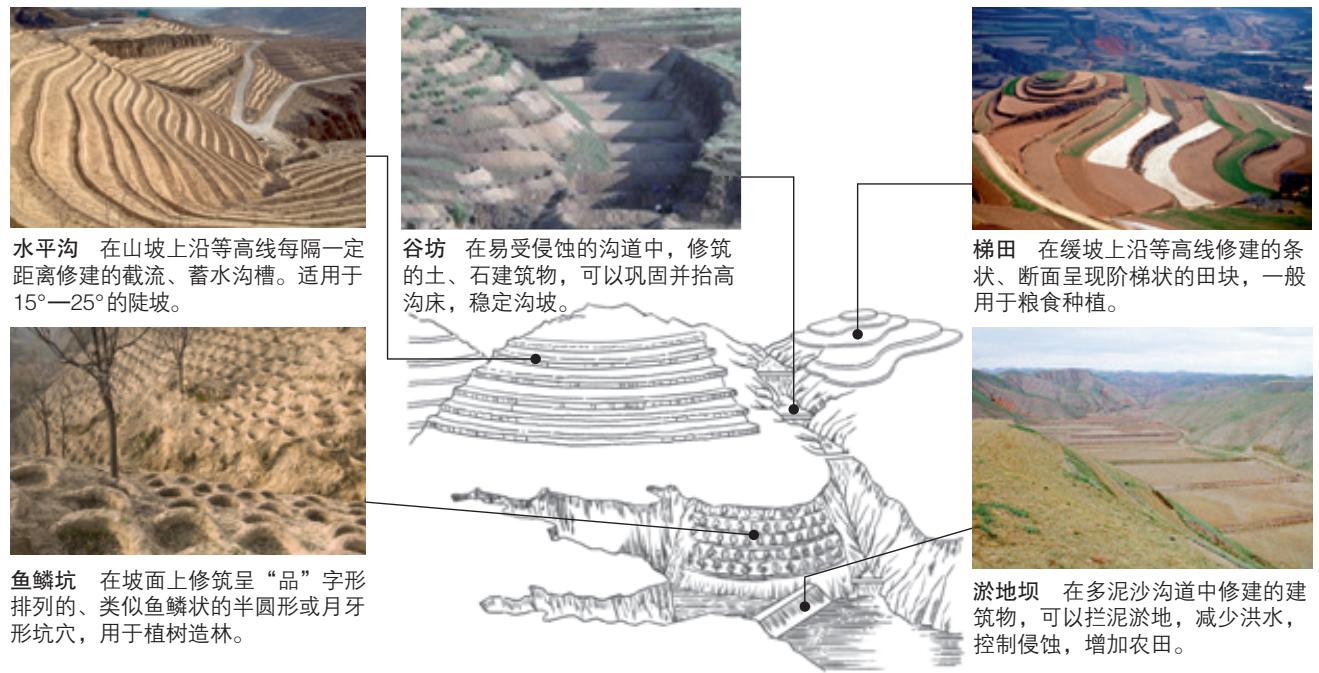 水平沟 在山坡上沿等高线每隔一定
距离修建的截流、蓄水沟槽。适用于
15°—25°的陡坡。
谷坊 在易受侵蚀的沟道中，修筑
的土、石建筑物，可以巩固并抬高
沟床，稳定沟坡。
梯田 在缓坡上沿等高线修建的条
状、断面呈现阶梯状的田块，一般
用于粮食种植。
鱼鳞坑 在坡面上修筑呈“品”字形
排列的、类似鱼鳞状的半圆形或月牙
形坑穴，用于植树造林。
淤地坝 在多泥沙沟道中修建的建
筑物，可以拦泥淤地，减少洪水，
控制侵蚀，增加农田。